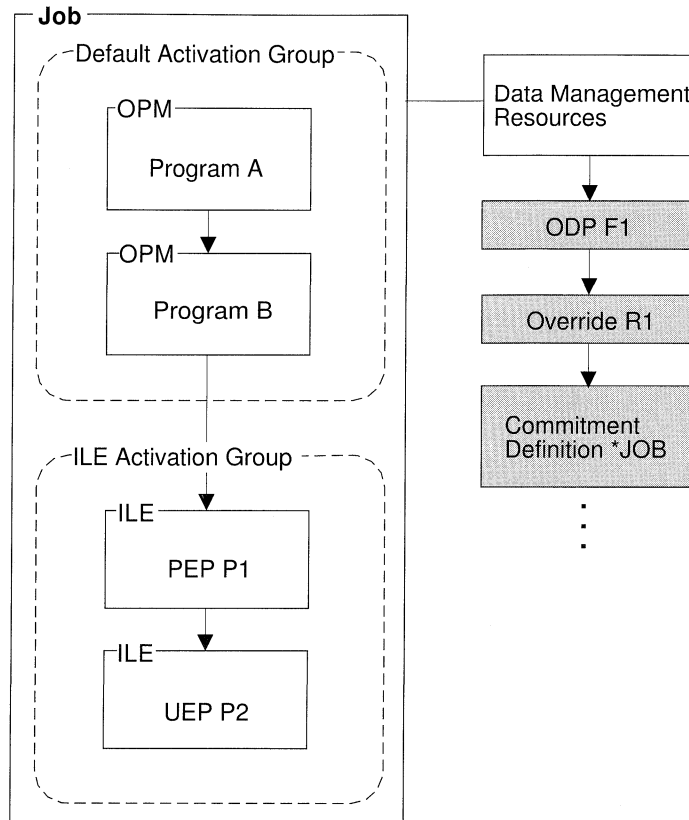 Job
Default Activation Group
OPM
Program A
OPM
Program B
ILE Activation Group
ILE
PEP P1
ILE
UEP P2
Data Management
Resources
ODP F1
Override R1
Commitment
Definition *JOB